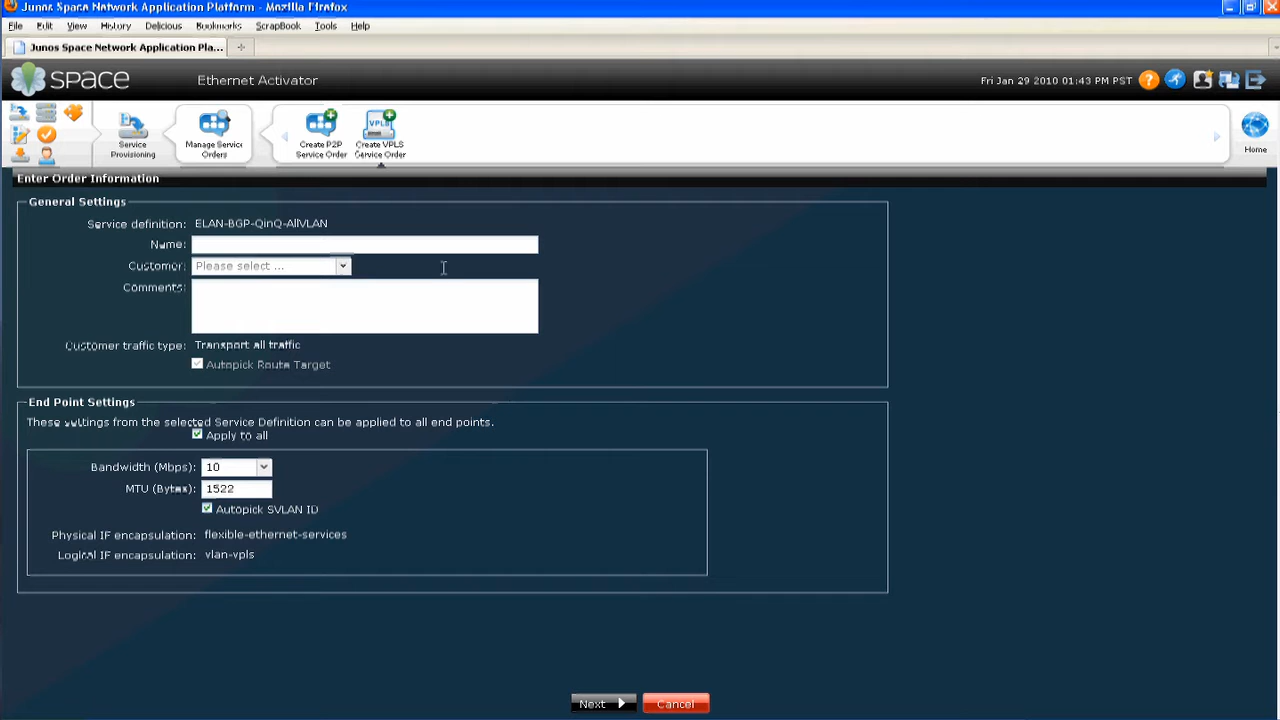 Junos Space Network Application Platform - Mozilla Firefox
File Edit View History Delicious Bookmarks ScrapBook Tools Help
Junos Space Network Application Pla...
SPACE Ethernet Activator Fri Jan 29 2010 01:43 PM PST
Service Provisioning
Manage Service Orders
Create P2P Service Order
Create VPLS Service Order
Home
Enter Order Information
General Settings
Service definition: ELAN-BGP-QinQ-AllVLAN
Name:
Customer: Please select ...
Comments:
Customer traffic type: Transport all traffic
Autopick Route Target
End Point Settings
These settings from the selected Service Definition can be applied to all end points.
Apply to all
Bandwidth (Mbps): 10
MTU (Bytes): 1522
Autopick SVLAN ID
Physical IF encapsulation: flexible-ethernet-services
Logical IF encapsulation: vlan-vpls
Next Cancel